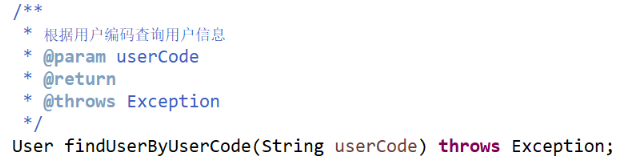 /**
* 根据用户编码查询用户信息
* @param userCode
* @return
* @throws Exception
*/
User findUserByUserCode(String userCode) throws Exception;